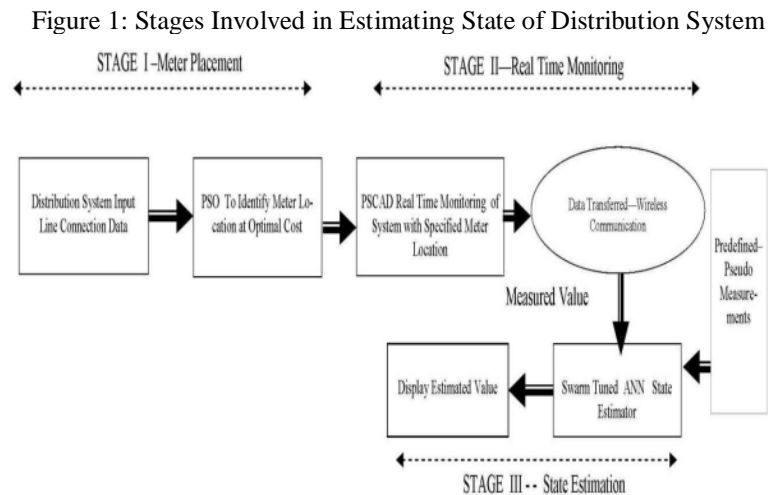 Figure 1: Stages Involved in Estimating State of Distribution System
STAGE I –Meter Placement
STAGE II—Real Time Monitoring
Distribution System Input
Line Connection Data
PSO To Identify Meter Lo-
cation at Optimal Cost
PSCAD Real Time Monitoring of
System with Specified Meter
Location
Data Transferred—Wireless
Communication
Predefined–
Pseudo
Measure-
ments
Measured Value
Display Estimated Value
Swarm Tuned ANN State
Estimator
STAGE III - - State Estimation